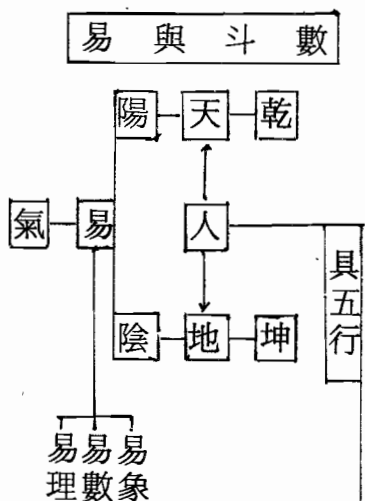 易與斗數
陽 天 乾
氣 易 人
具五行
陰 地 坤
易象
易數
易理